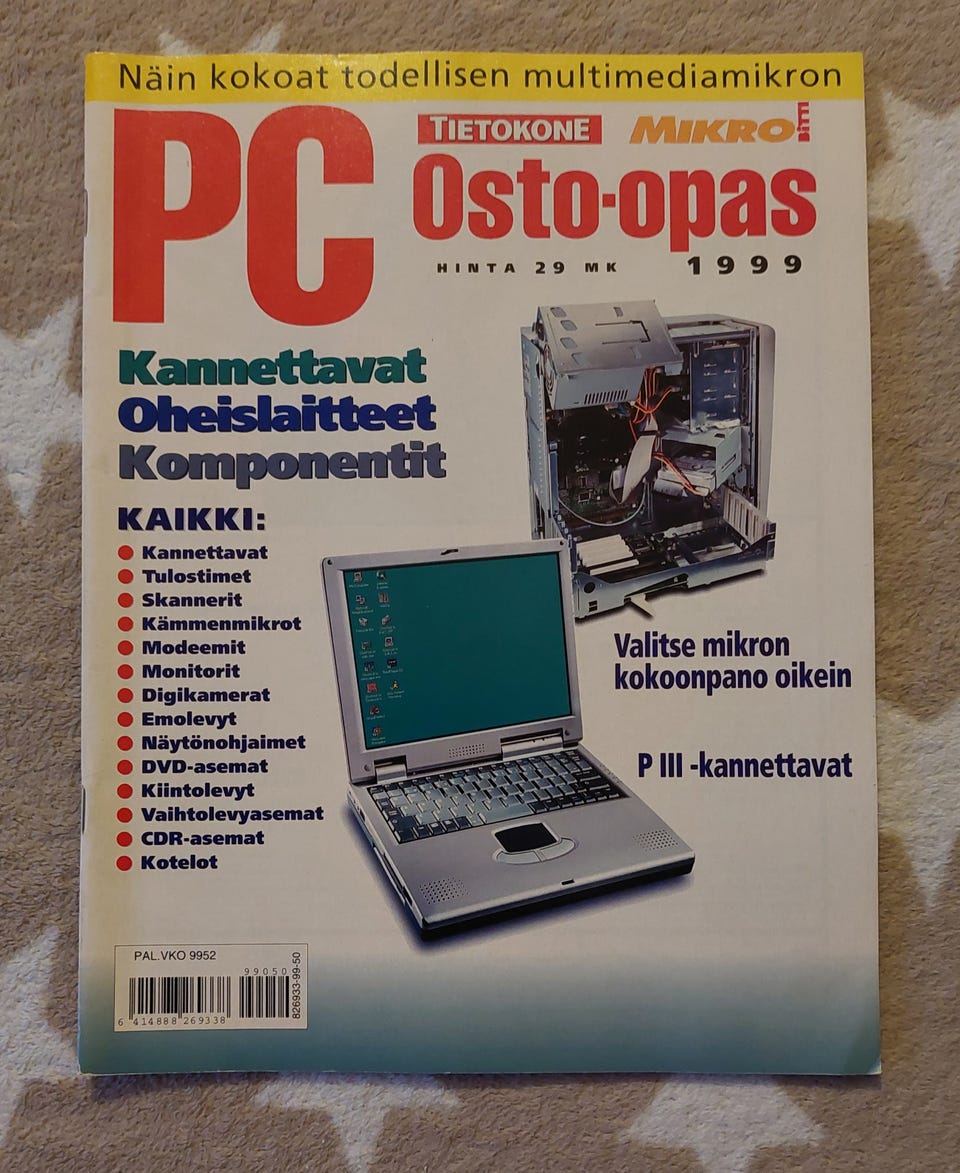 Näin kokoat todellisen multimediamikron
PC
TIETOKONE
MIKRO
Osto-opas
HINTA 29 MK
1999
Kannettavat
Oheislaitteet
Komponentit
KAIKKI:
Kannettavat
Tulostimet
Skannerit
Kämmenmikrot
Modeemit
Monitorit
Digikamerat
Emolevyt
Näytönohjaimet
DVD-asemat
Kiintolevyt
Vaihtolevyasemat
CDR-asemat
Kotelot
Valitse mikron
kokoonpano oikein
P III -kannettavat
PAL.VKO 9952
99050
6 414888 269338
826933-99-50